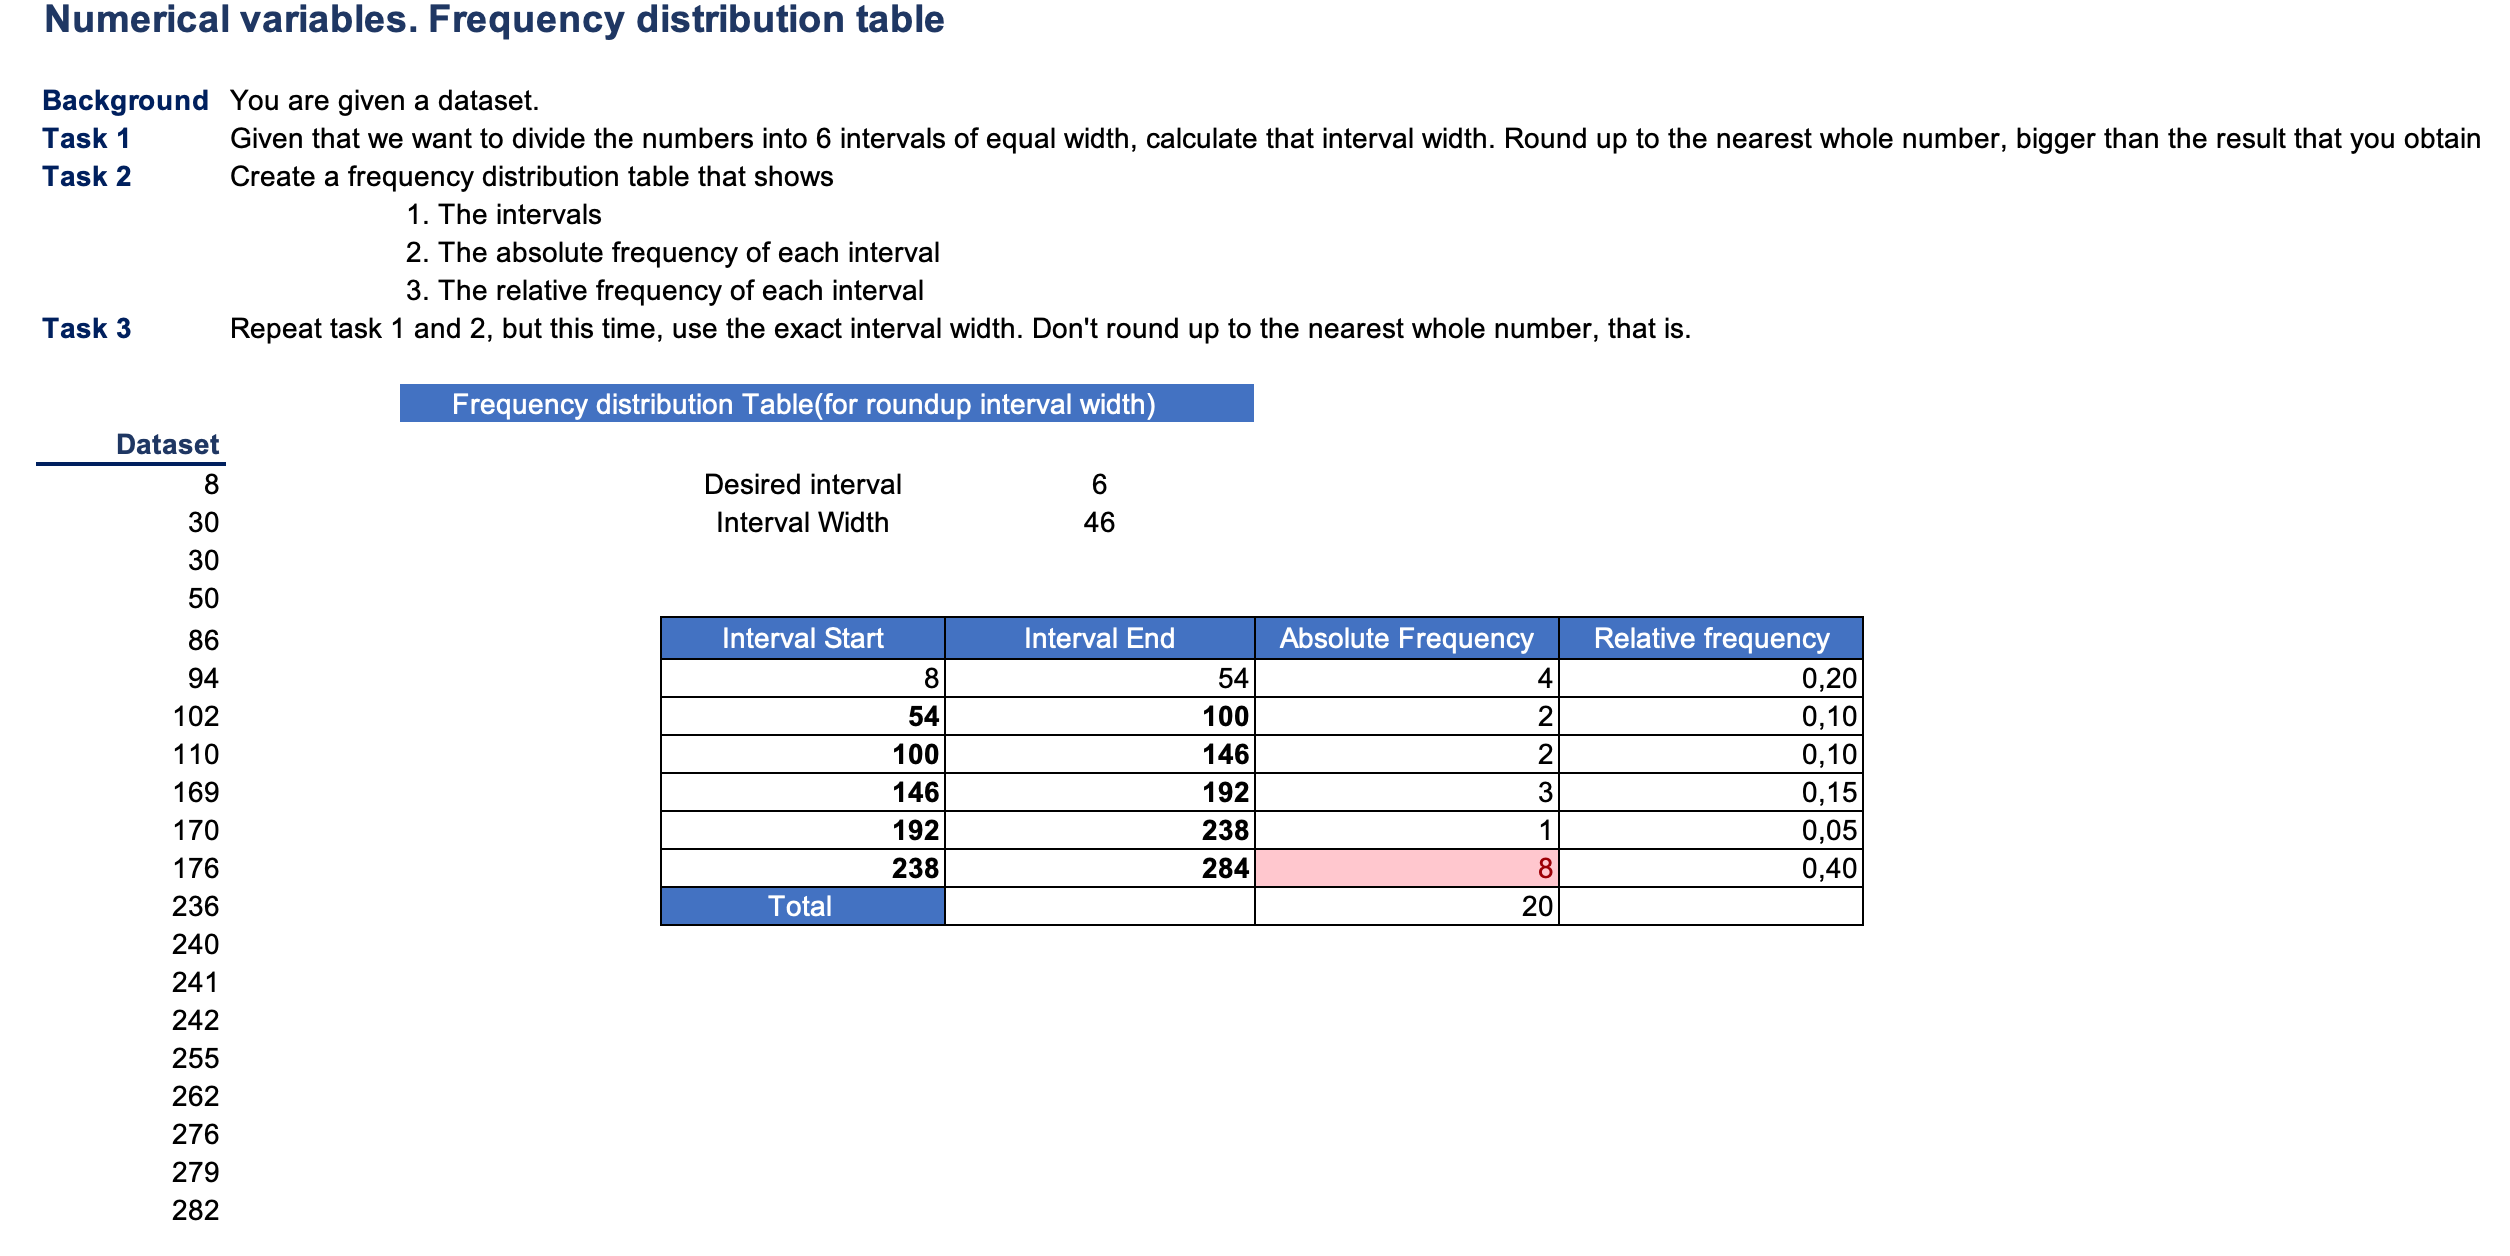 Numerical variables. Frequency distribution table
Background You are given a dataset.
Task 1 Given that we want to divide the numbers into 6 intervals of equal width, calculate that interval width. Round up to the nearest whole number, bigger than the result that you obtain
Task 2 Create a frequency distribution table that shows
1. The intervals
2. The absolute frequency of each interval
3. The relative frequency of each interval
Task 3 Repeat task 1 and 2, but this time, use the exact interval width. Don't round up to the nearest whole number, that is.
Frequency distribution Table(for roundup interval width)
Dataset
8 Desired interval 6
30 Interval Width 46
30
50
86 Interval Start Interval End Absolute Frequency Relative frequency
94 8 54 4 0,20
102 54 100 2 0,10
110 100 146 2 0,10
169 146 192 3 0,15
170 192 238 1 0,05
176 238 284 8 0,40
236 Total 20
240
241
242
255
262
276
279
282